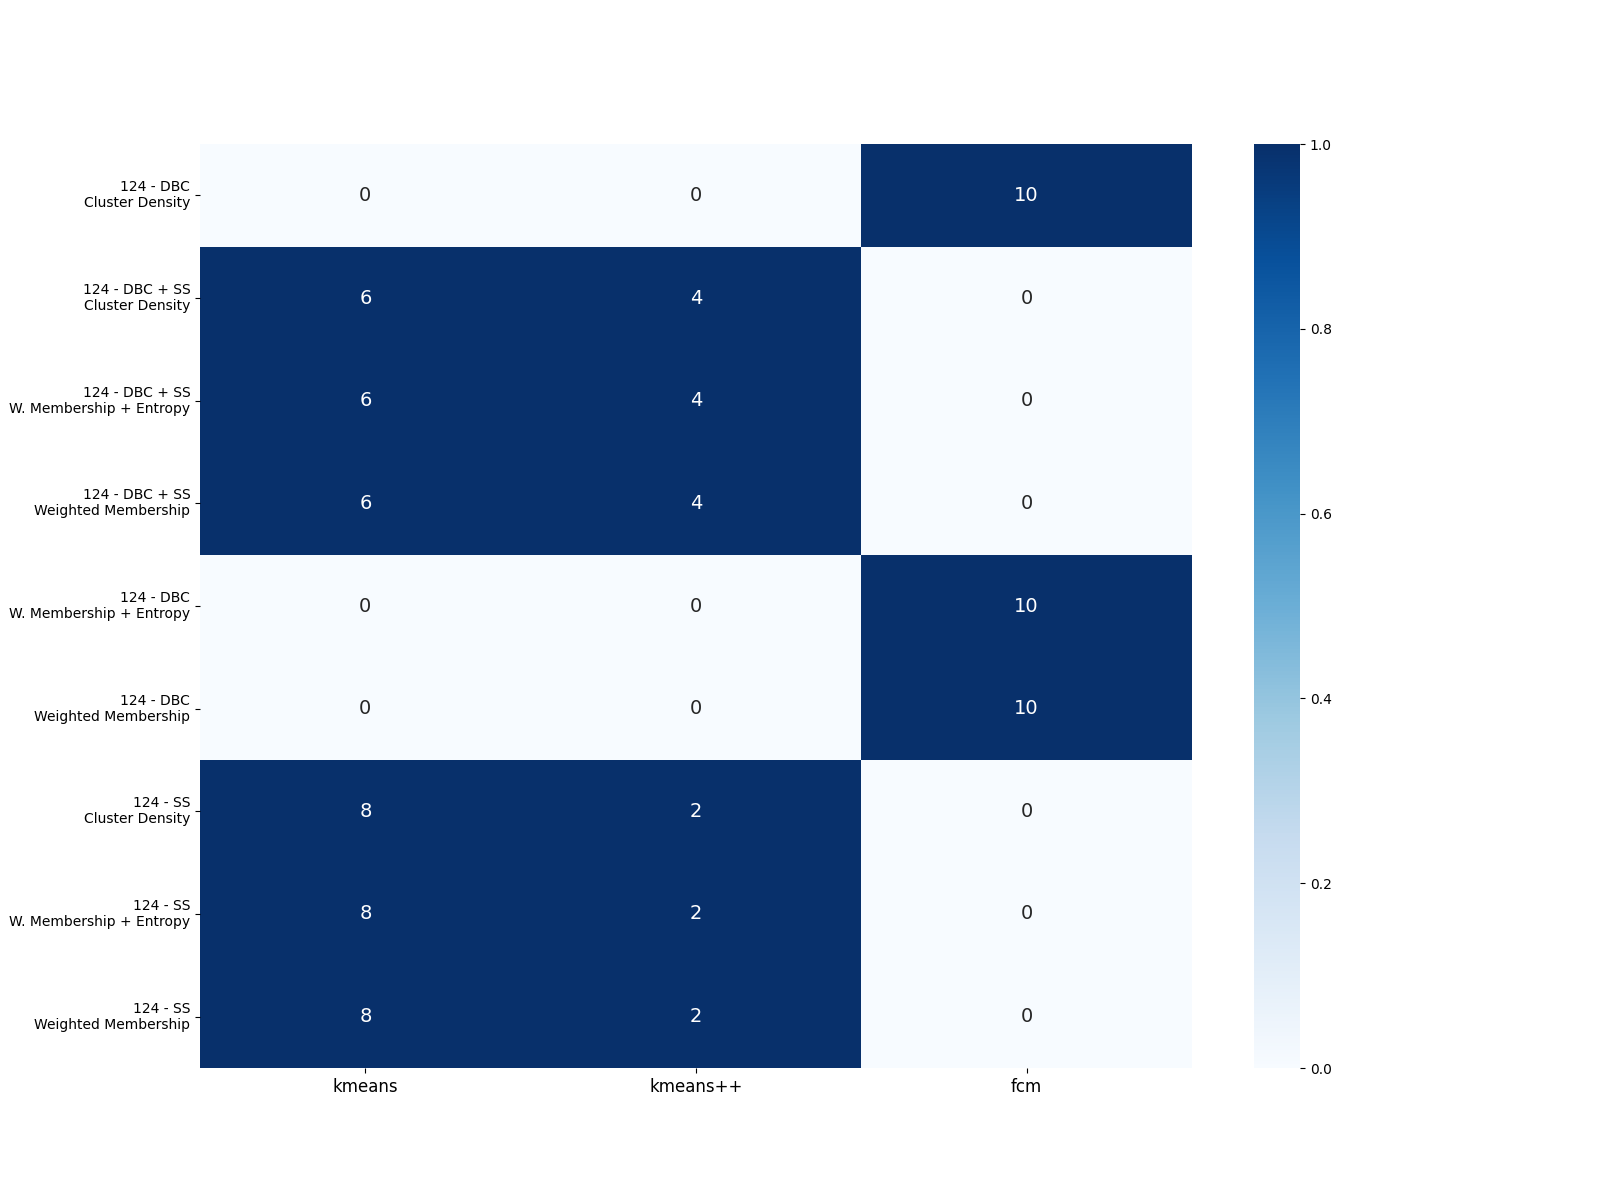 124 - DBC
Cluster Density
0 0 10
124 - DBC + SS
Cluster Density
6 4 0
124 - DBC + SS
W. Membership + Entropy
6 4 0
124 - DBC + SS
Weighted Membership
6 4 0
124 - DBC
W. Membership + Entropy
0 0 10
124 - DBC
Weighted Membership
0 0 10
124 - SS
Cluster Density
8 2 0
124 - SS
W. Membership + Entropy
8 2 0
124 - SS
Weighted Membership
8 2 0
kmeans kmeans++ fcm
1.0
0.8
0.6
0.4
0.2
0.0